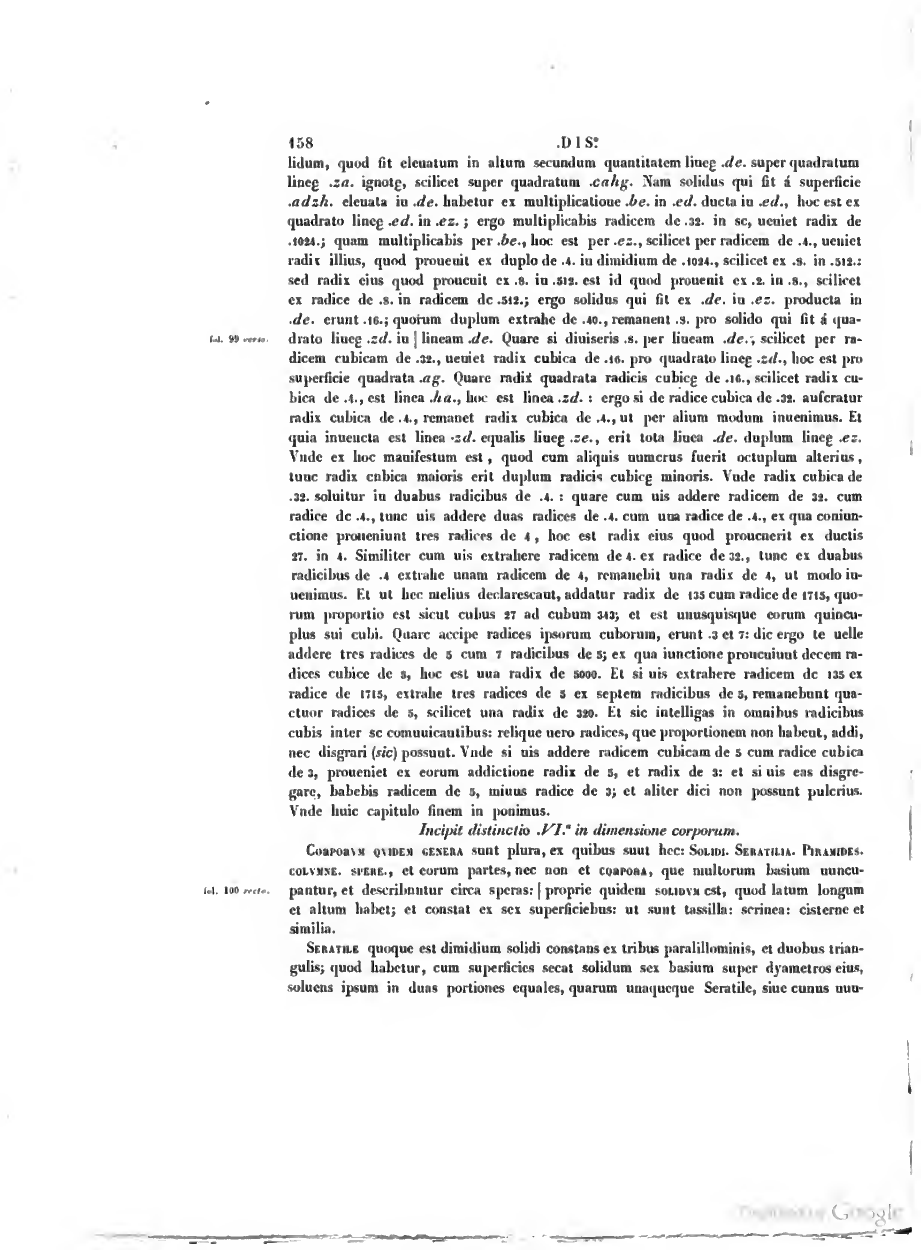 158 .DIS.º
lidum, quod fit eleuatum in altum secundum quantitatem lineę .de. super quadratum
lineę .za. ignotę, scilicet super quadratum .cahg. Nam solidus qui fit á superficie
.adzh. eleuata in .de. habetur ex multiplicatione .be. in .ed. ducta in .ed., hoc est ex
quadrato lineę .ed. in .ez. ; ergo multiplicabis radicem de .32. in se, ueniet radix de
.1024.; quam multiplicabis per .be., hoc est per .ez., scilicet per radicem de .4., ueniet
radix illius, quod prouenit ex duplo de .4. in dimidium de .1024., scilicet ex .8. in .512.:
sed radix eius quod prouenit ex .8. in .512. est id quod prouenit ex .2. in .8., scilicet
ex radice de .8. in radicem de .512.; ergo solidus qui fit ex .de. in .ez. producta in
.de. erunt .16.; quorum duplum extrahe de .40., remanent .8. pro solido qui fit á qua-
fol. 99 verso. drato lineę .zd. in | lineam .de. Quare si diuiseris .8. per lineam .de., scilicet per ra-
dicem cubicam de .32., ueniet radix cubica de .16. pro quadrato lineę .zd., hoc est pro
superficie quadrata .ag. Quare radix quadrata radicis cubicę de .16., scilicet radix cu-
bica de .4., est linea .ha., hoc est linea .zd. : ergo si de radice cubica de .32. auferatur
radix cubica de .4., remanet radix cubica de .4., ut per alium modum inuenimus. Et
quia inuencta est linea .zd. equalis lineę .ze., erit tota linea .de. duplum lineę .ez.
Vnde ex hoc manifestum est, quod cum aliquis numerus fuerit octuplum alterius,
tunc radix cubica maioris erit duplum radicis cubicę minoris. Vnde radix cubica de
.32. soluitur in duabus radicibus de .4. : quare cum uis addere radicem de 32. cum
radice de .4., tunc uis addere duas radices de .4. cum una radice de .4., ex qua coniun-
ctione proueniunt tres radices de 4, hoc est radix eius quod prouenerit ex ductis
27. in 4. Similiter cum uis extrahere radicem de 4. ex radice de 32., tunc ex duabus
radicibus de .4 extrahe unam radicem de 4, remanebit una radix de 4, ut modo in-
uenimus. Et ut hec melius declarescant, addatur radix de 135 cum radice de 1715, quo-
rum proportio est sicut cubus 27 ad cubum 343; et est unusquisque eorum quincu-
plus sui cubi. Quare accipe radices ipsorum cuborum, erunt .3 et 7: dic ergo te uelle
addere tres radices de 5 cum 7 radicibus de 5; ex qua iunctione proueniunt decem ra-
dices cubice de 8, hoc est una radix de 5000. Et si uis extrahere radicem de 135 ex
radice de 1715, extrahe tres radices de 5 ex septem radicibus de 5, remanebunt qua-
ctuor radices de 5, scilicet una radix de 320. Et sic intelligas in omnibus radicibus
cubis inter se comunicantibus: relique uero radices, que proportionem non habent, addi,
nec disgrari (sic) possunt. Vnde si uis addere radicem cubicam de 5 cum radice cubica
de 3, proueniet ex eorum addictione radix de 5, et radix de 3: et si uis eas disgre-
gare, habebis radicem de 5, minus radice de 3; et aliter dici non possunt pulcrius.
Vnde huic capitulo finem in ponimus.
Incipit distinctio .VI.ª in dimensione corporum.
Corporvm qvidem genera sunt plura, ex quibus sunt hec: Solidi. Seratilia. Piramides.
colvmne. spere., et eorum partes, nec non et corpora, que multorum basium nuncu-
fol. 100 recto. pantur, et describuntur circa speras: | proprie quidem solidvm est, quod latum longum
et altum habet; et constat ex sex superficiebus: ut sunt tassilla: scrinea: cisterne et
similia.
Seratile quoque est dimidium solidi constans ex tribus paralillominis, et duobus trian-
gulis; quod habetur, cum superficies secat solidum sex basium super dyametros eius,
soluens ipsum in duas portiones equales, quarum unaqueque Seratile, siue cunus nun-
Digitized by Google